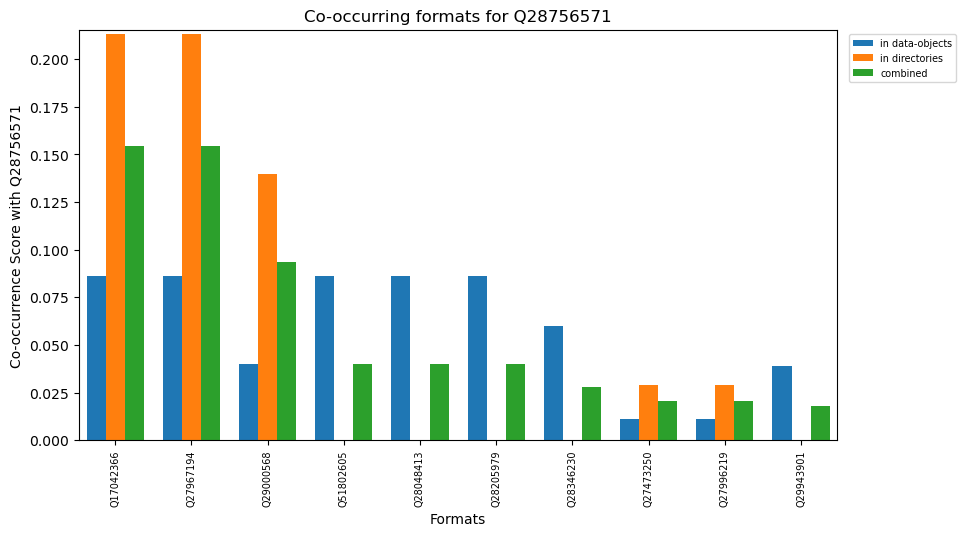 Co-occurring formats for Q28756571
in data-objects
in directories
combined
Co-occurrence Score with Q28756571
0.200
0.175
0.150
0.125
0.100
0.075
0.050
0.025
0.000
Q17042366
Q27967194
Q29000568
Q51802605
Q28048413
Q28205979
Q28346230
Q27473250
Q27996219
Q29943901
Formats